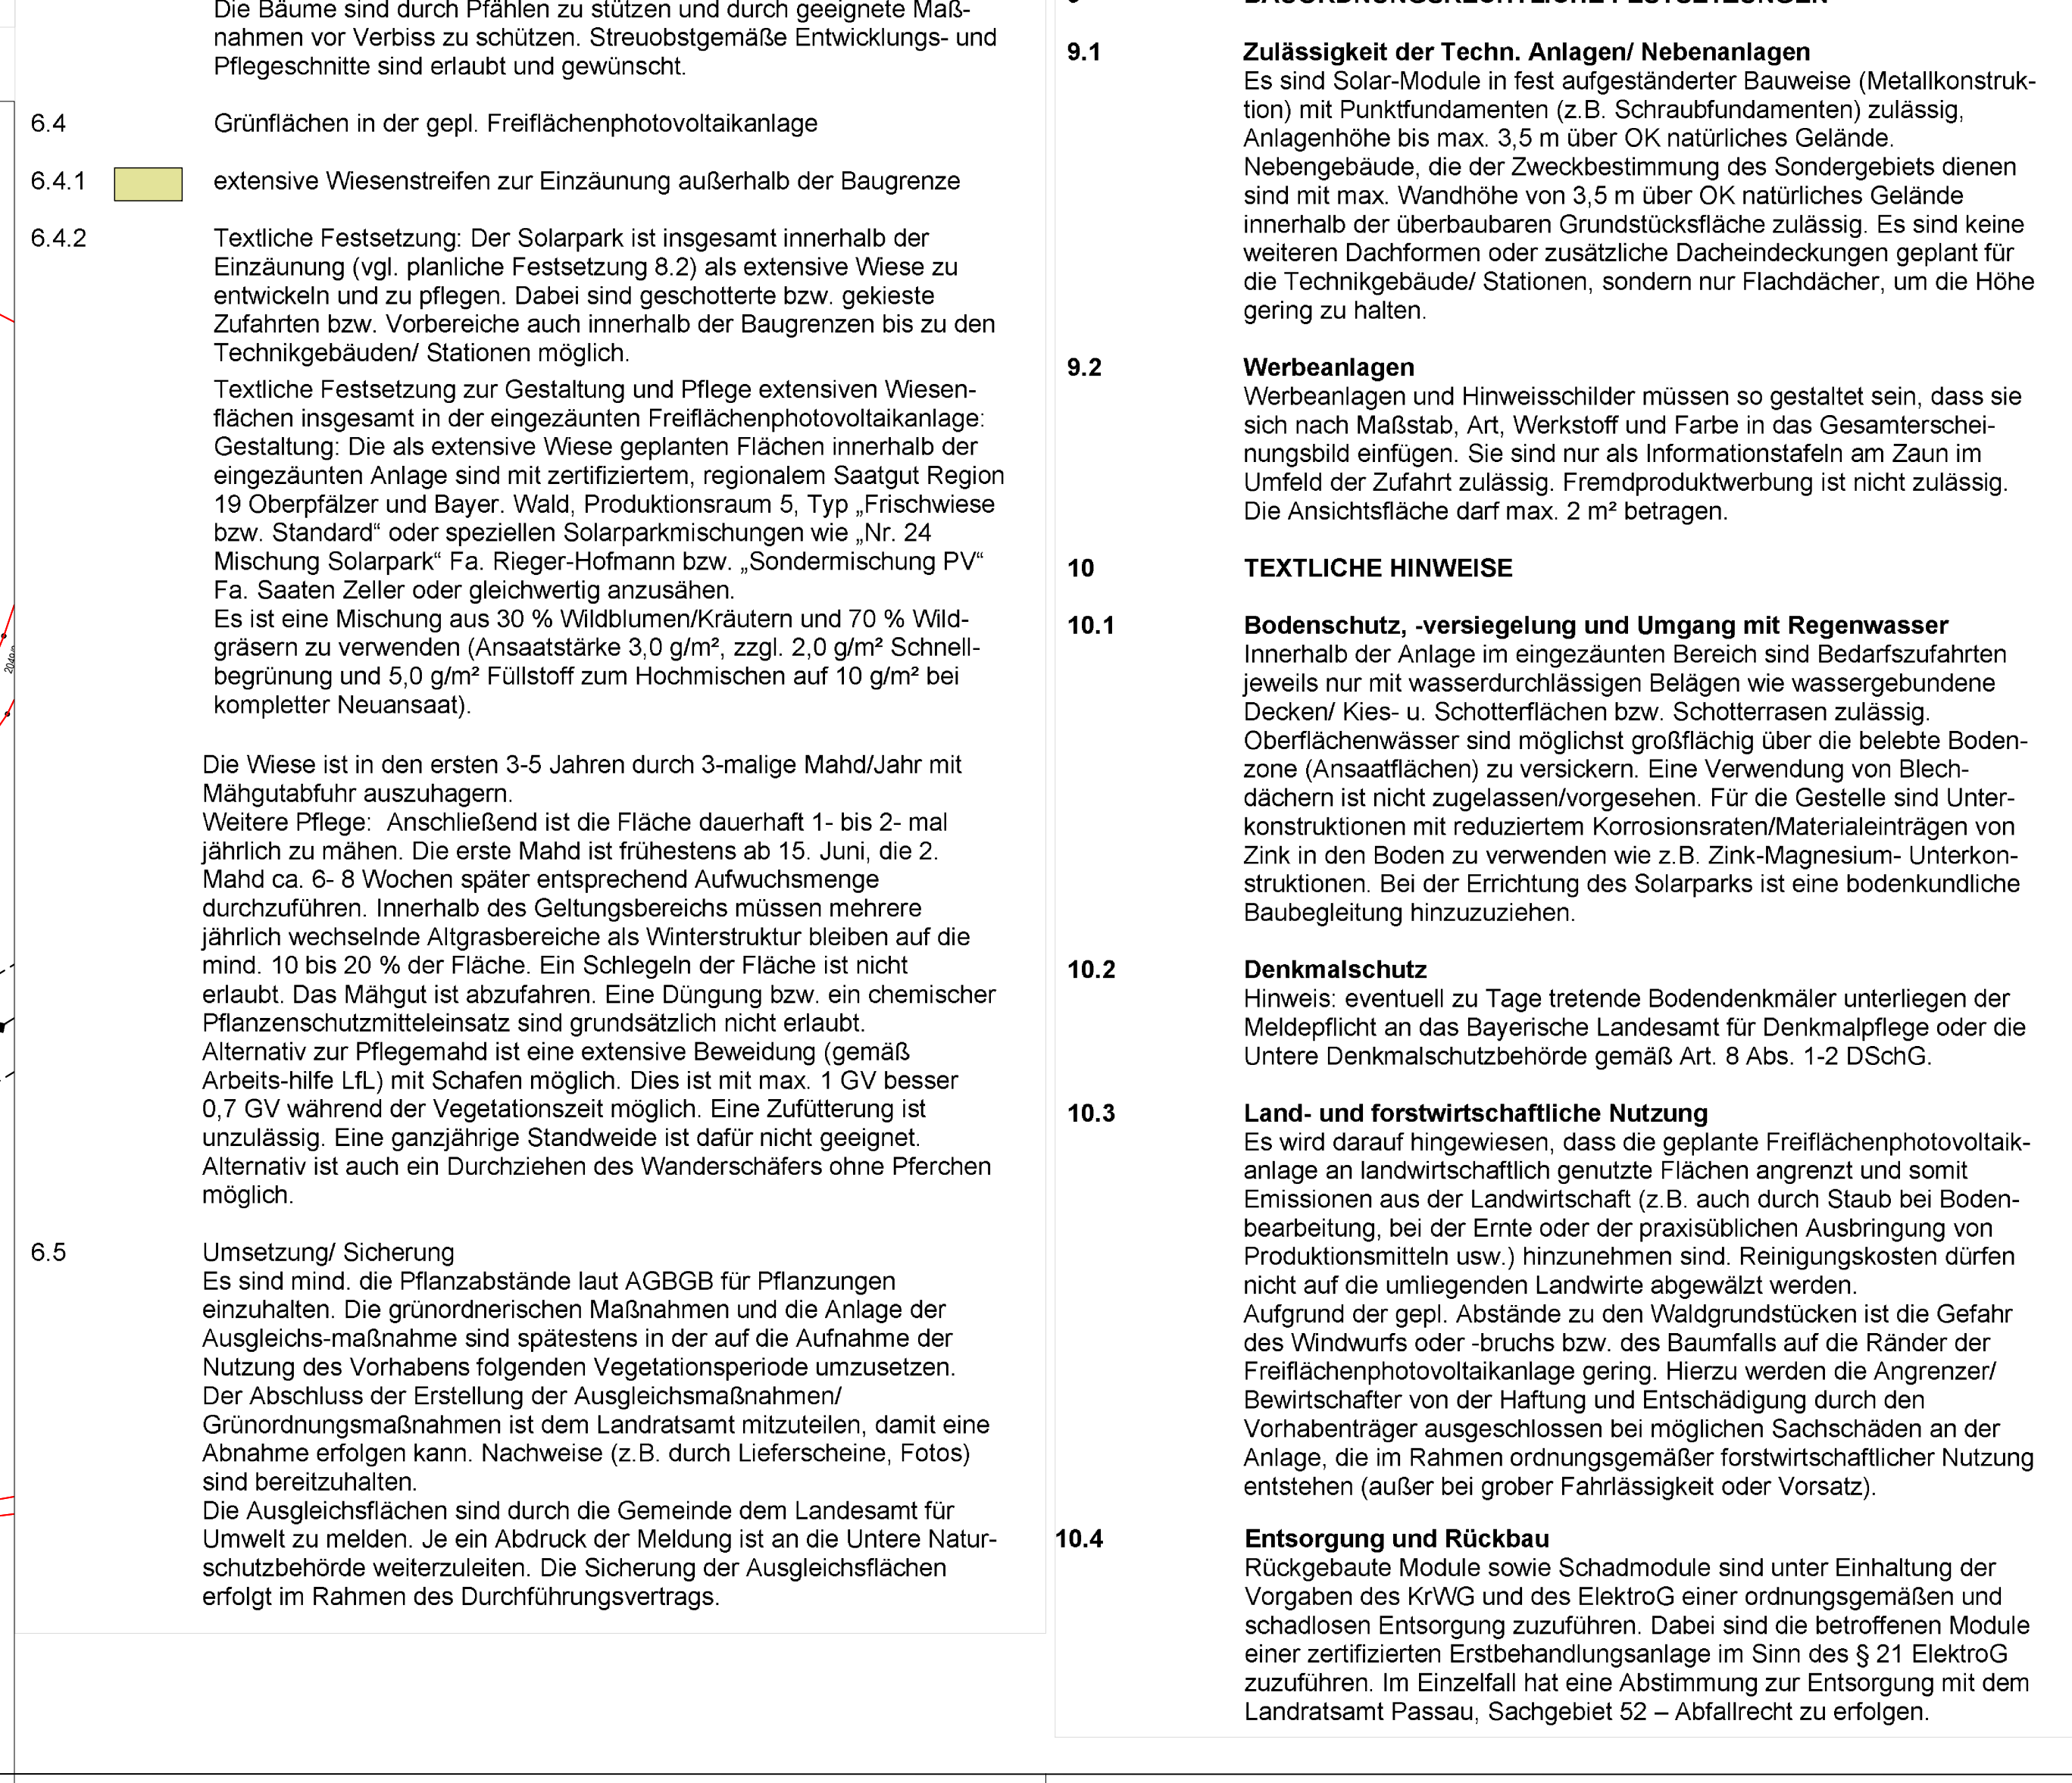 Die Bäume sind durch Pfählen zu stützen und durch geeignete Maß-
nahmen vor Verbiss zu schützen. Streuobstgemäße Entwicklungs- und
Pflegeschnitte sind erlaubt und gewünscht.
6.4 Grünflächen in der gepl. Freiflächenphotovoltaikanlage
6.4.1 extensive Wiesenstreifen zur Einzäunung außerhalb der Baugrenze
6.4.2 Textliche Festsetzung: Der Solarpark ist insgesamt innerhalb der
Einzäunung (vgl. planliche Festsetzung 8.2) als extensive Wiese zu
entwickeln und zu pflegen. Dabei sind geschotterte bzw. gekieste
Zufahrten bzw. Vorbereiche auch innerhalb der Baugrenzen bis zu den
Technikgebäuden/ Stationen möglich.
Textliche Festsetzung zur Gestaltung und Pflege extensiven Wiesen-
flächen insgesamt in der eingezäunten Freiflächenphotovoltaikanlage:
Gestaltung: Die als extensive Wiese geplanten Flächen innerhalb der
eingezäunten Anlage sind mit zertifiziertem, regionalem Saatgut Region
19 Oberpfälzer und Bayer. Wald, Produktionsraum 5, Typ „Frischwiese
bzw. Standard“ oder speziellen Solarparkmischungen wie „Nr. 24
Mischung Solarpark“ Fa. Rieger-Hofmann bzw. „Sondermischung PV“
Fa. Saaten Zeller oder gleichwertig anzusähen.
Es ist eine Mischung aus 30 % Wildblumen/Kräutern und 70 % Wild-
gräsern zu verwenden (Ansaatstärke 3,0 g/m², zzgl. 2,0 g/m² Schnell-
begrünung und 5,0 g/m² Füllstoff zum Hochmischen auf 10 g/m² bei
kompletter Neuansaat).
Die Wiese ist in den ersten 3-5 Jahren durch 3-malige Mahd/Jahr mit
Mähgutabfuhr auszuhagern.
Weitere Pflege:  Anschließend ist die Fläche dauerhaft 1- bis 2- mal
jährlich zu mähen. Die erste Mahd ist frühestens ab 15. Juni, die 2.
Mahd ca. 6- 8 Wochen später entsprechend Aufwuchsmenge
durchzuführen. Innerhalb des Geltungsbereichs müssen mehrere
jährlich wechselnde Altgrasbereiche als Winterstruktur bleiben auf die
mind. 10 bis 20 % der Fläche. Ein Schlegeln der Fläche ist nicht
erlaubt. Das Mähgut ist abzufahren. Eine Düngung bzw. ein chemischer
Pflanzenschutzmitteleinsatz sind grundsätzlich nicht erlaubt.
Alternativ zur Pflegemahd ist eine extensive Beweidung (gemäß
Arbeits-hilfe LfL) mit Schafen möglich. Dies ist mit max. 1 GV besser
0,7 GV während der Vegetationszeit möglich. Eine Zufütterung ist
unzulässig. Eine ganzjährige Standweide ist dafür nicht geeignet.
Alternativ ist auch ein Durchziehen des Wanderschäfers ohne Pferchen
möglich.
6.5 Umsetzung/ Sicherung
Es sind mind. die Pflanzabstände laut AGBGB für Pflanzungen
einzuhalten. Die grünordnerischen Maßnahmen und die Anlage der
Ausgleichs-maßnahme sind spätestens in der auf die Aufnahme der
Nutzung des Vorhabens folgenden Vegetationsperiode umzusetzen.
Der Abschluss der Erstellung der Ausgleichsmaßnahmen/
Grünordnungsmaßnahmen ist dem Landratsamt mitzuteilen, damit eine
Abnahme erfolgen kann. Nachweise (z.B. durch Lieferscheine, Fotos)
sind bereitzuhalten.
Die Ausgleichsflächen sind durch die Gemeinde dem Landesamt für
Umwelt zu melden. Je ein Abdruck der Meldung ist an die Untere Natur-
schutzbehörde weiterzuleiten. Die Sicherung der Ausgleichsflächen
erfolgt im Rahmen des Durchführungsvertrags.
9.1 Zulässigkeit der Techn. Anlagen/ Nebenanlagen
Es sind Solar-Module in fest aufgeständerter Bauweise (Metallkonstruk-
tion) mit Punktfundamenten (z.B. Schraubfundamenten) zulässig,
Anlagenhöhe bis max. 3,5 m über OK natürliches Gelände.
Nebengebäude, die der Zweckbestimmung des Sondergebiets dienen
sind mit max. Wandhöhe von 3,5 m über OK natürliches Gelände
innerhalb der überbaubaren Grundstücksfläche zulässig. Es sind keine
weiteren Dachformen oder zusätzliche Dacheindeckungen geplant für
die Technikgebäude/ Stationen, sondern nur Flachdächer, um die Höhe
gering zu halten.
9.2 Werbeanlagen
Werbeanlagen und Hinweisschilder müssen so gestaltet sein, dass sie
sich nach Maßstab, Art, Werkstoff und Farbe in das Gesamterschei-
nungsbild einfügen. Sie sind nur als Informationstafeln am Zaun im
Umfeld der Zufahrt zulässig. Fremdproduktwerbung ist nicht zulässig.
Die Ansichtsfläche darf max. 2 m² betragen.
10 TEXTLICHE HINWEISE
10.1 Bodenschutz, -versiegelung und Umgang mit Regenwasser
Innerhalb der Anlage im eingezäunten Bereich sind Bedarfszufahrten
jeweils nur mit wasserdurchlässigen Belägen wie wassergebundene
Decken/ Kies- u. Schotterflächen bzw. Schotterrasen zulässig.
Oberflächenwässer sind möglichst großflächig über die belebte Boden-
zone (Ansaatflächen) zu versickern. Eine Verwendung von Blech-
dächern ist nicht zugelassen/vorgesehen. Für die Gestelle sind Unter-
konstruktionen mit reduziertem Korrosionsraten/Materialeinträgen von
Zink in den Boden zu verwenden wie z.B. Zink-Magnesium- Unterkon-
struktionen. Bei der Errichtung des Solarparks ist eine bodenkundliche
Baubegleitung hinzuzuziehen.
10.2 Denkmalschutz
Hinweis: eventuell zu Tage tretende Bodendenkmäler unterliegen der
Meldepflicht an das Bayerische Landesamt für Denkmalpflege oder die
Untere Denkmalschutzbehörde gemäß Art. 8 Abs. 1-2 DSchG.
10.3 Land- und forstwirtschaftliche Nutzung
Es wird darauf hingewiesen, dass die geplante Freiflächenphotovoltaik-
anlage an landwirtschaftlich genutzte Flächen angrenzt und somit
Emissionen aus der Landwirtschaft (z.B. auch durch Staub bei Boden-
bearbeitung, bei der Ernte oder der praxisüblichen Ausbringung von
Produktionsmitteln usw.) hinzunehmen sind. Reinigungskosten dürfen
nicht auf die umliegenden Landwirte abgewälzt werden.
Aufgrund der gepl. Abstände zu den Waldgrundstücken ist die Gefahr
des Windwurfs oder -bruchs bzw. des Baumfalls auf die Ränder der
Freiflächenphotovoltaikanlage gering. Hierzu werden die Angrenzer/
Bewirtschafter von der Haftung und Entschädigung durch den
Vorhabenträger ausgeschlossen bei möglichen Sachschäden an der
Anlage, die im Rahmen ordnungsgemäßer forstwirtschaftlicher Nutzung
entstehen (außer bei grober Fahrlässigkeit oder Vorsatz).
10.4 Entsorgung und Rückbau
Rückgebaute Module sowie Schadmodule sind unter Einhaltung der
Vorgaben des KrWG und des ElektroG einer ordnungsgemäßen und
schadlosen Entsorgung zuzuführen. Dabei sind die betroffenen Module
einer zertifizierten Erstbehandlungsanlage im Sinn des § 21 ElektroG
zuzuführen. Im Einzelfall hat eine Abstimmung zur Entsorgung mit dem
Landratsamt Passau, Sachgebiet 52 – Abfallrecht zu erfolgen.